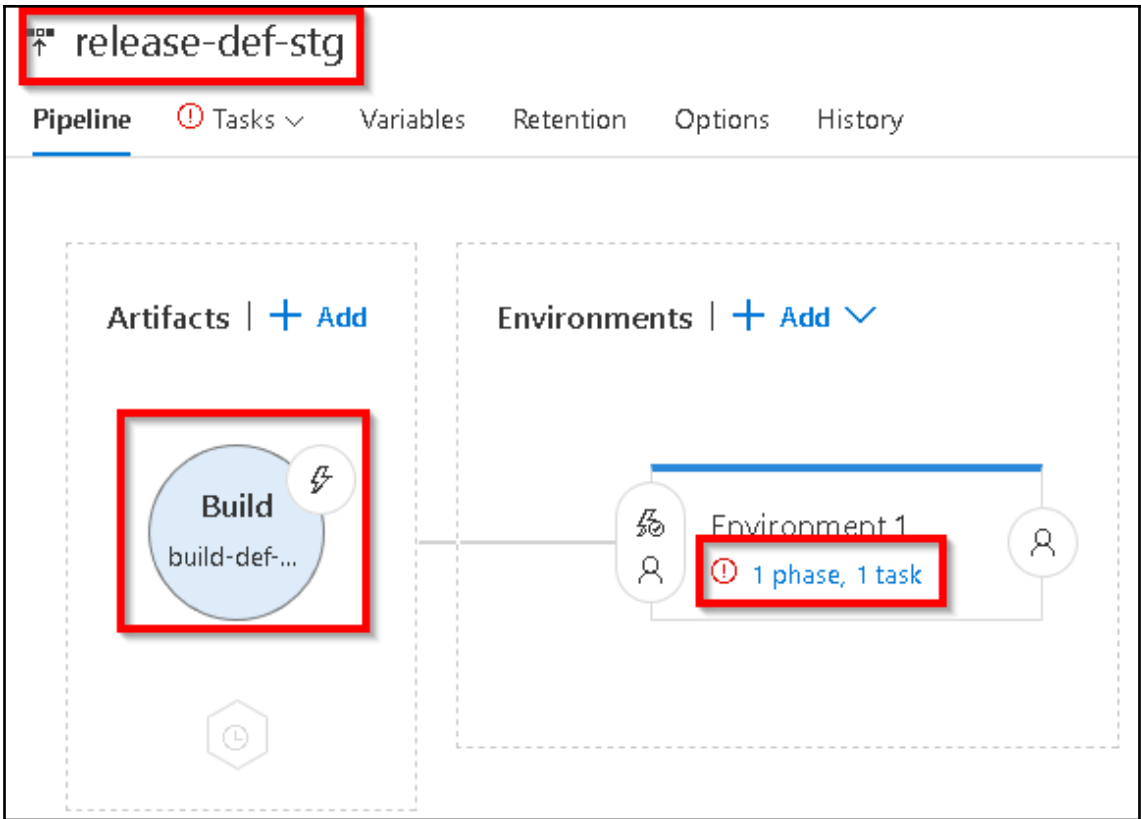 release-def-stg
Pipeline Tasks Variables Retention Options History
Artifacts | + Add
Environments | + Add
Build
build-def-...
Environment 1
1 phase, 1 task